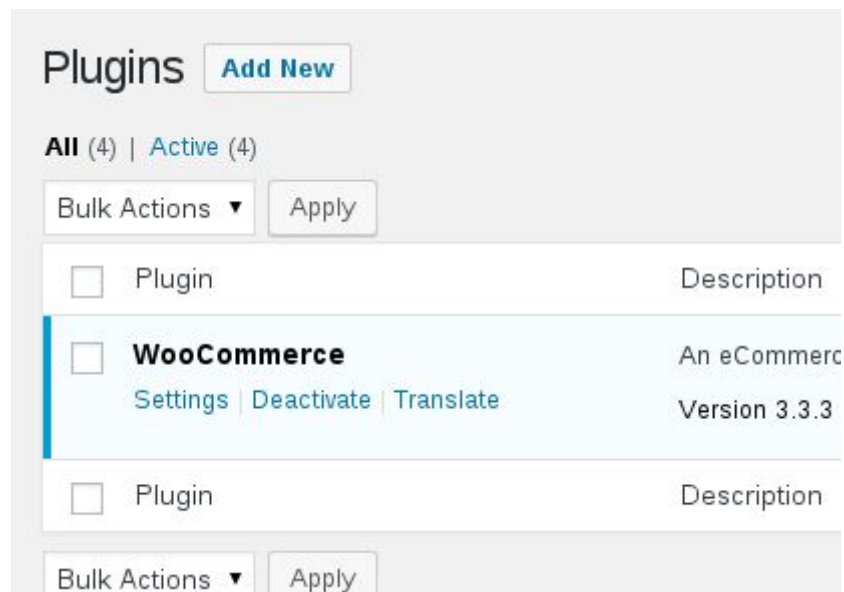 Plugins Add New
All (4) | Active (4)
Bulk Actions Apply
Plugin Description
WooCommerce An eCommerc
Settings | Deactivate | Translate Version 3.3.3
Plugin Description
Bulk Actions Apply